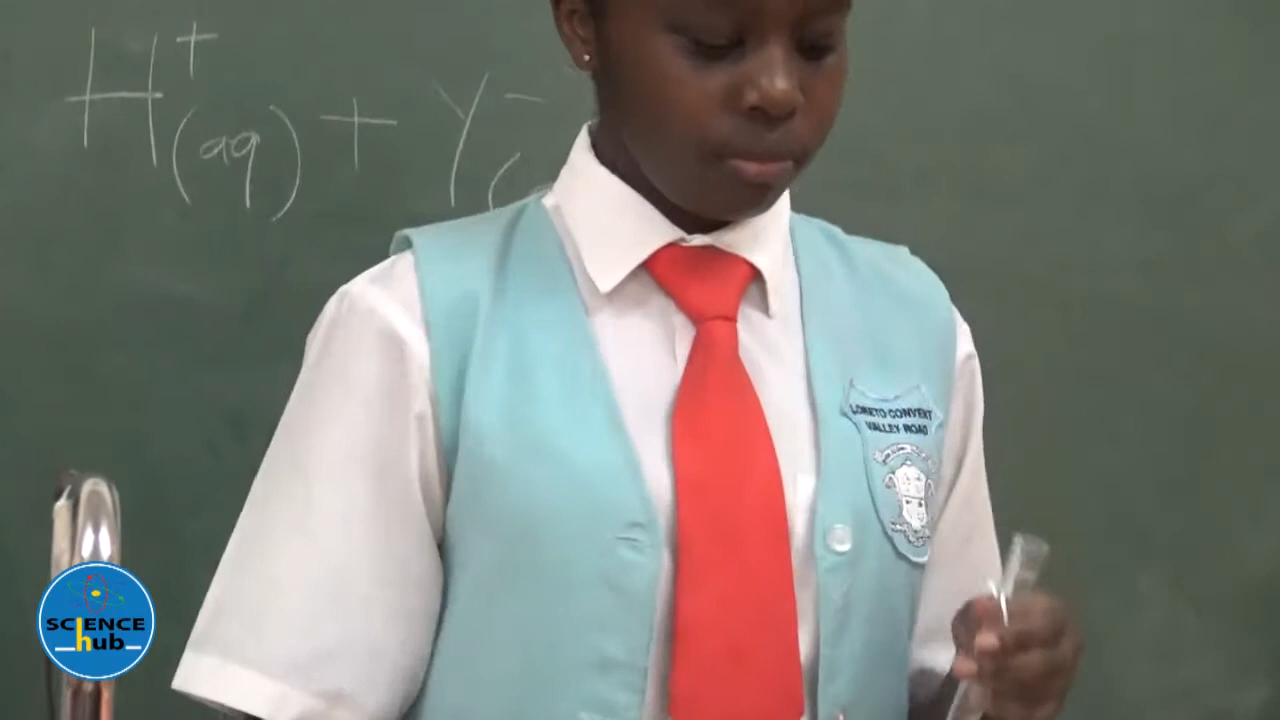 H⁺(aq) + Y⁻(
LORETO CONVENT
VALLEY ROAD
SCIENCE
hub